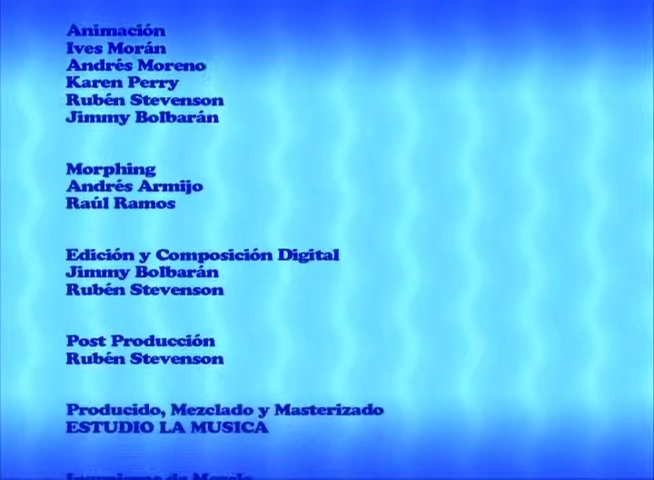 Animación
Ives Morán
Andrés Moreno
Karen Perry
Rubén Stevenson
Jimmy Bolbarán
Morphing
Andrés Armijo
Raúl Ramos
Edición y Composición Digital
Jimmy Bolbarán
Rubén Stevenson
Post Producción
Rubén Stevenson
Producido, Mezclado y Masterizado
ESTUDIO LA MUSICA